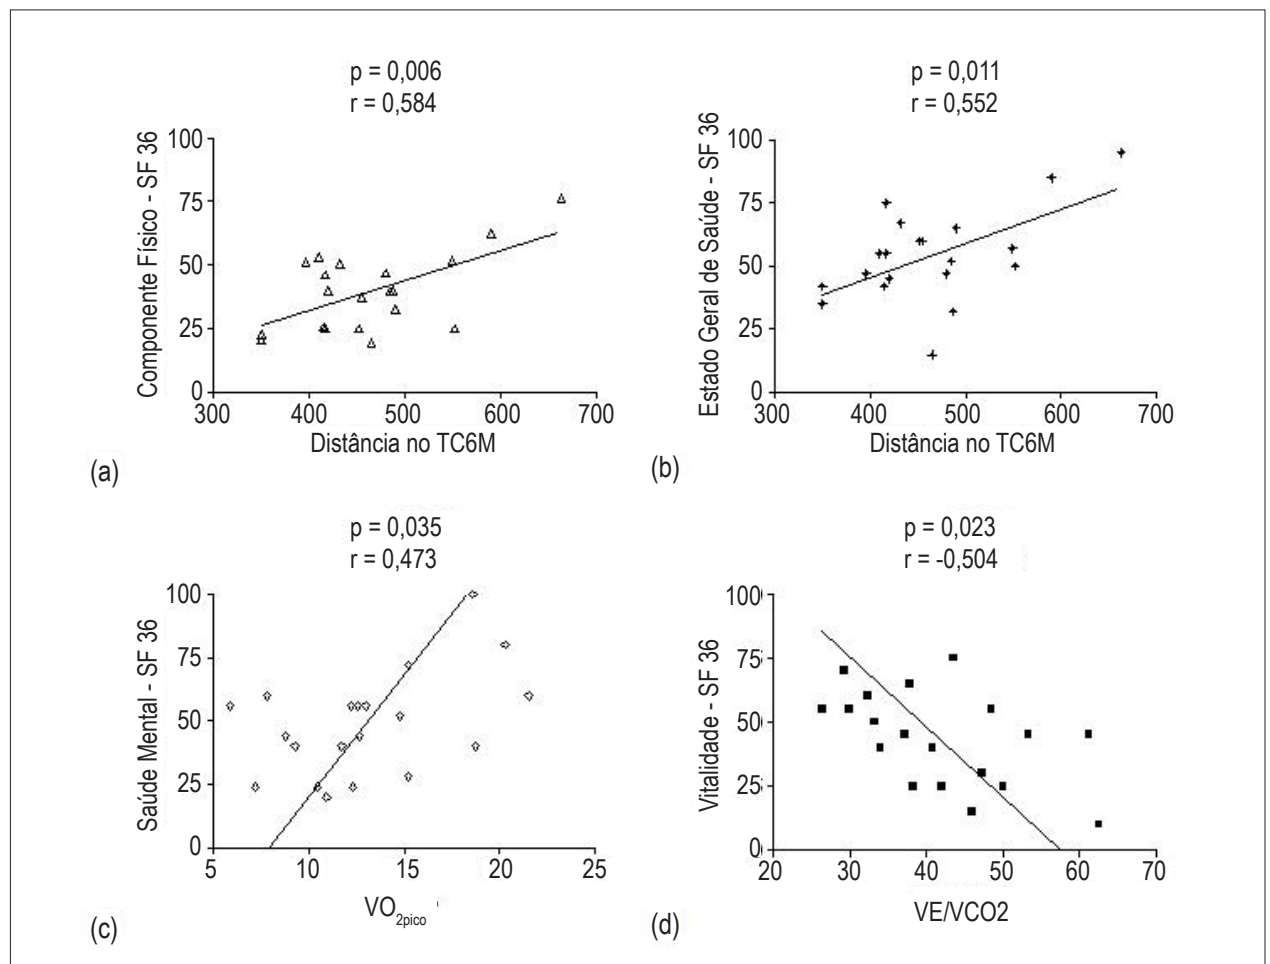 p = 0,006
r = 0,584
Componente Físico - SF 36
100
75
50
25
0
300 400 500 600 700
Distância no TC6M
(a)
p = 0,011
r = 0,552
Estado Geral de Saúde - SF 36
100
75
50
25
0
300 400 500 600 700
Distância no TC6M
(b)
p = 0,035
r = 0,473
Saúde Mental - SF 36
100
75
50
25
0
5 10 15 20 25
VO2pico
(c)
p = 0,023
r = -0,504
Vitalidade - SF 36
100
75
50
25
0
20 30 40 50 60 70
VE/VCO2
(d)